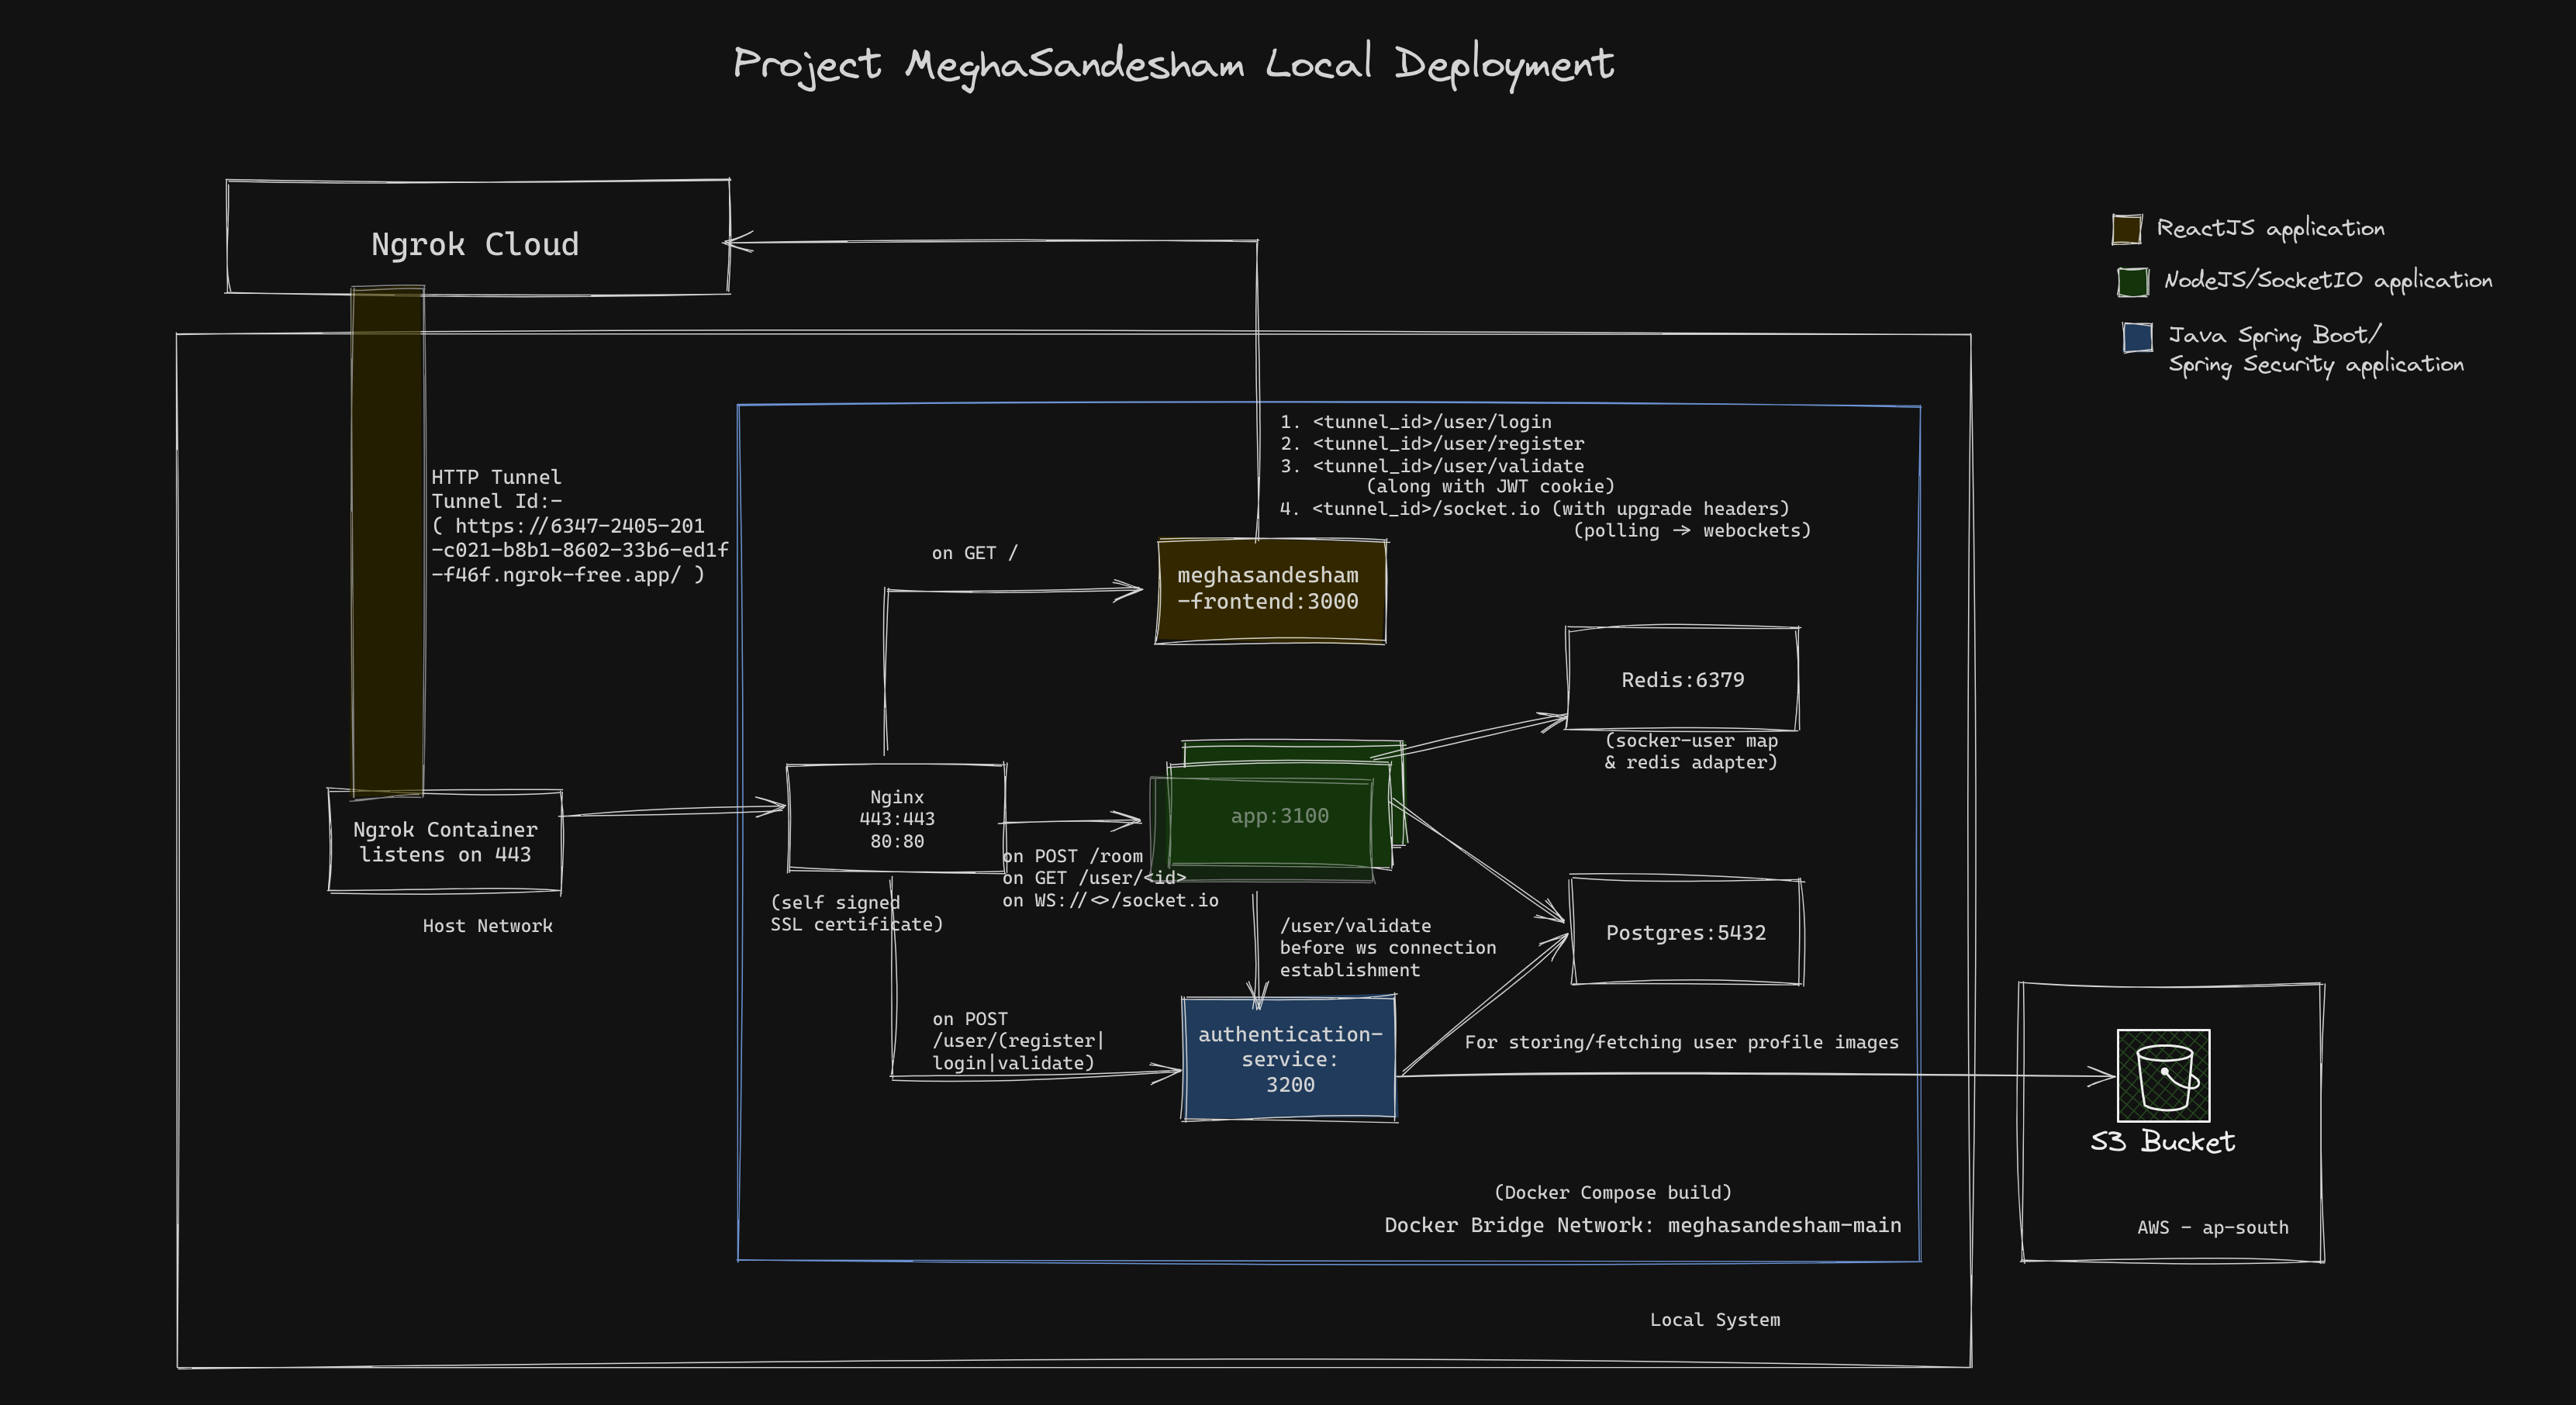 Project MeghaSandesham Local Deployment
Ngrok Cloud
ReactJS application
NodeJS/SocketIO application
Java Spring Boot/
Spring Security application
HTTP Tunnel
Tunnel Id:-
( https://6347-2405-201
-c021-b8b1-8602-33b6-ed1f
-f46f.ngrok-free.app/ )
1. <tunnel_id>/user/login
2. <tunnel_id>/user/register
3. <tunnel_id>/user/validate
(along with JWT cookie)
4. <tunnel_id>/socket.io (with upgrade headers)
(polling -> webockets)
on GET /
meghasandesham
-frontend:3000
Redis:6379
(socker-user map
& redis adapter)
Ngrok Container
listens on 443
Host Network
Nginx
443:443
80:80
(self signed
SSL certificate)
app:3100
on POST /room
on GET /user/<id>
on WS://<>/socket.io
/user/validate
before ws connection
establishment
Postgres:5432
on POST
/user/(register|
login|validate)
authentication-
service:
3200
For storing/fetching user profile images
S3 Bucket
AWS - ap-south
(Docker Compose build)
Docker Bridge Network: meghasandesham-main
Local System